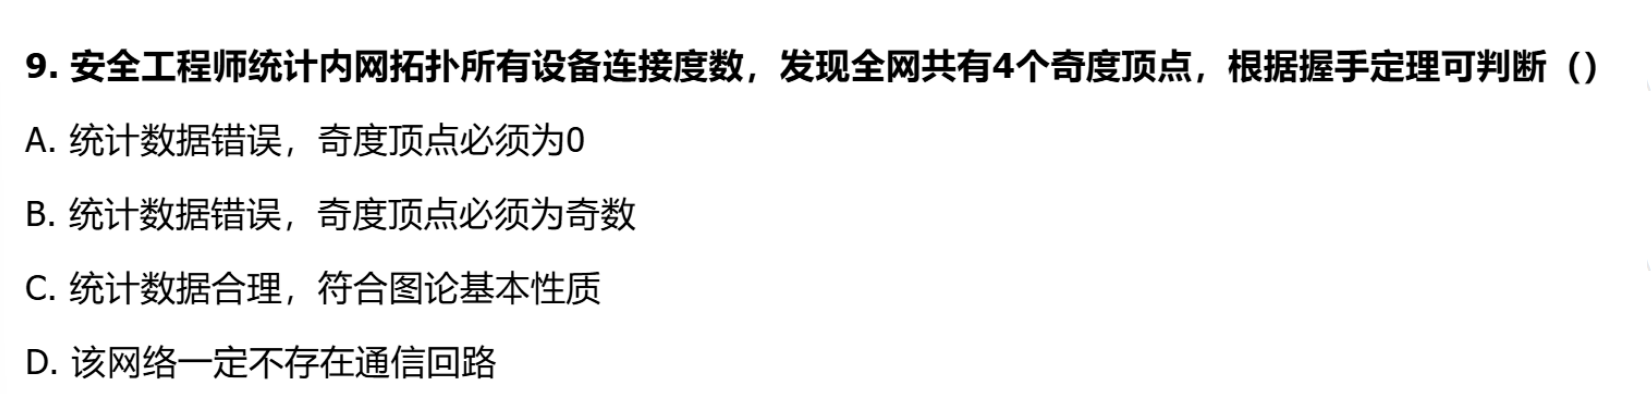 9. 安全工程师统计内网拓扑所有设备连接度数，发现全网共有4个奇度顶点，根据握手定理可判断（）
A. 统计数据错误，奇度顶点必须为0
B. 统计数据错误，奇度顶点必须为奇数
C. 统计数据合理，符合图论基本性质
D. 该网络一定不存在通信回路